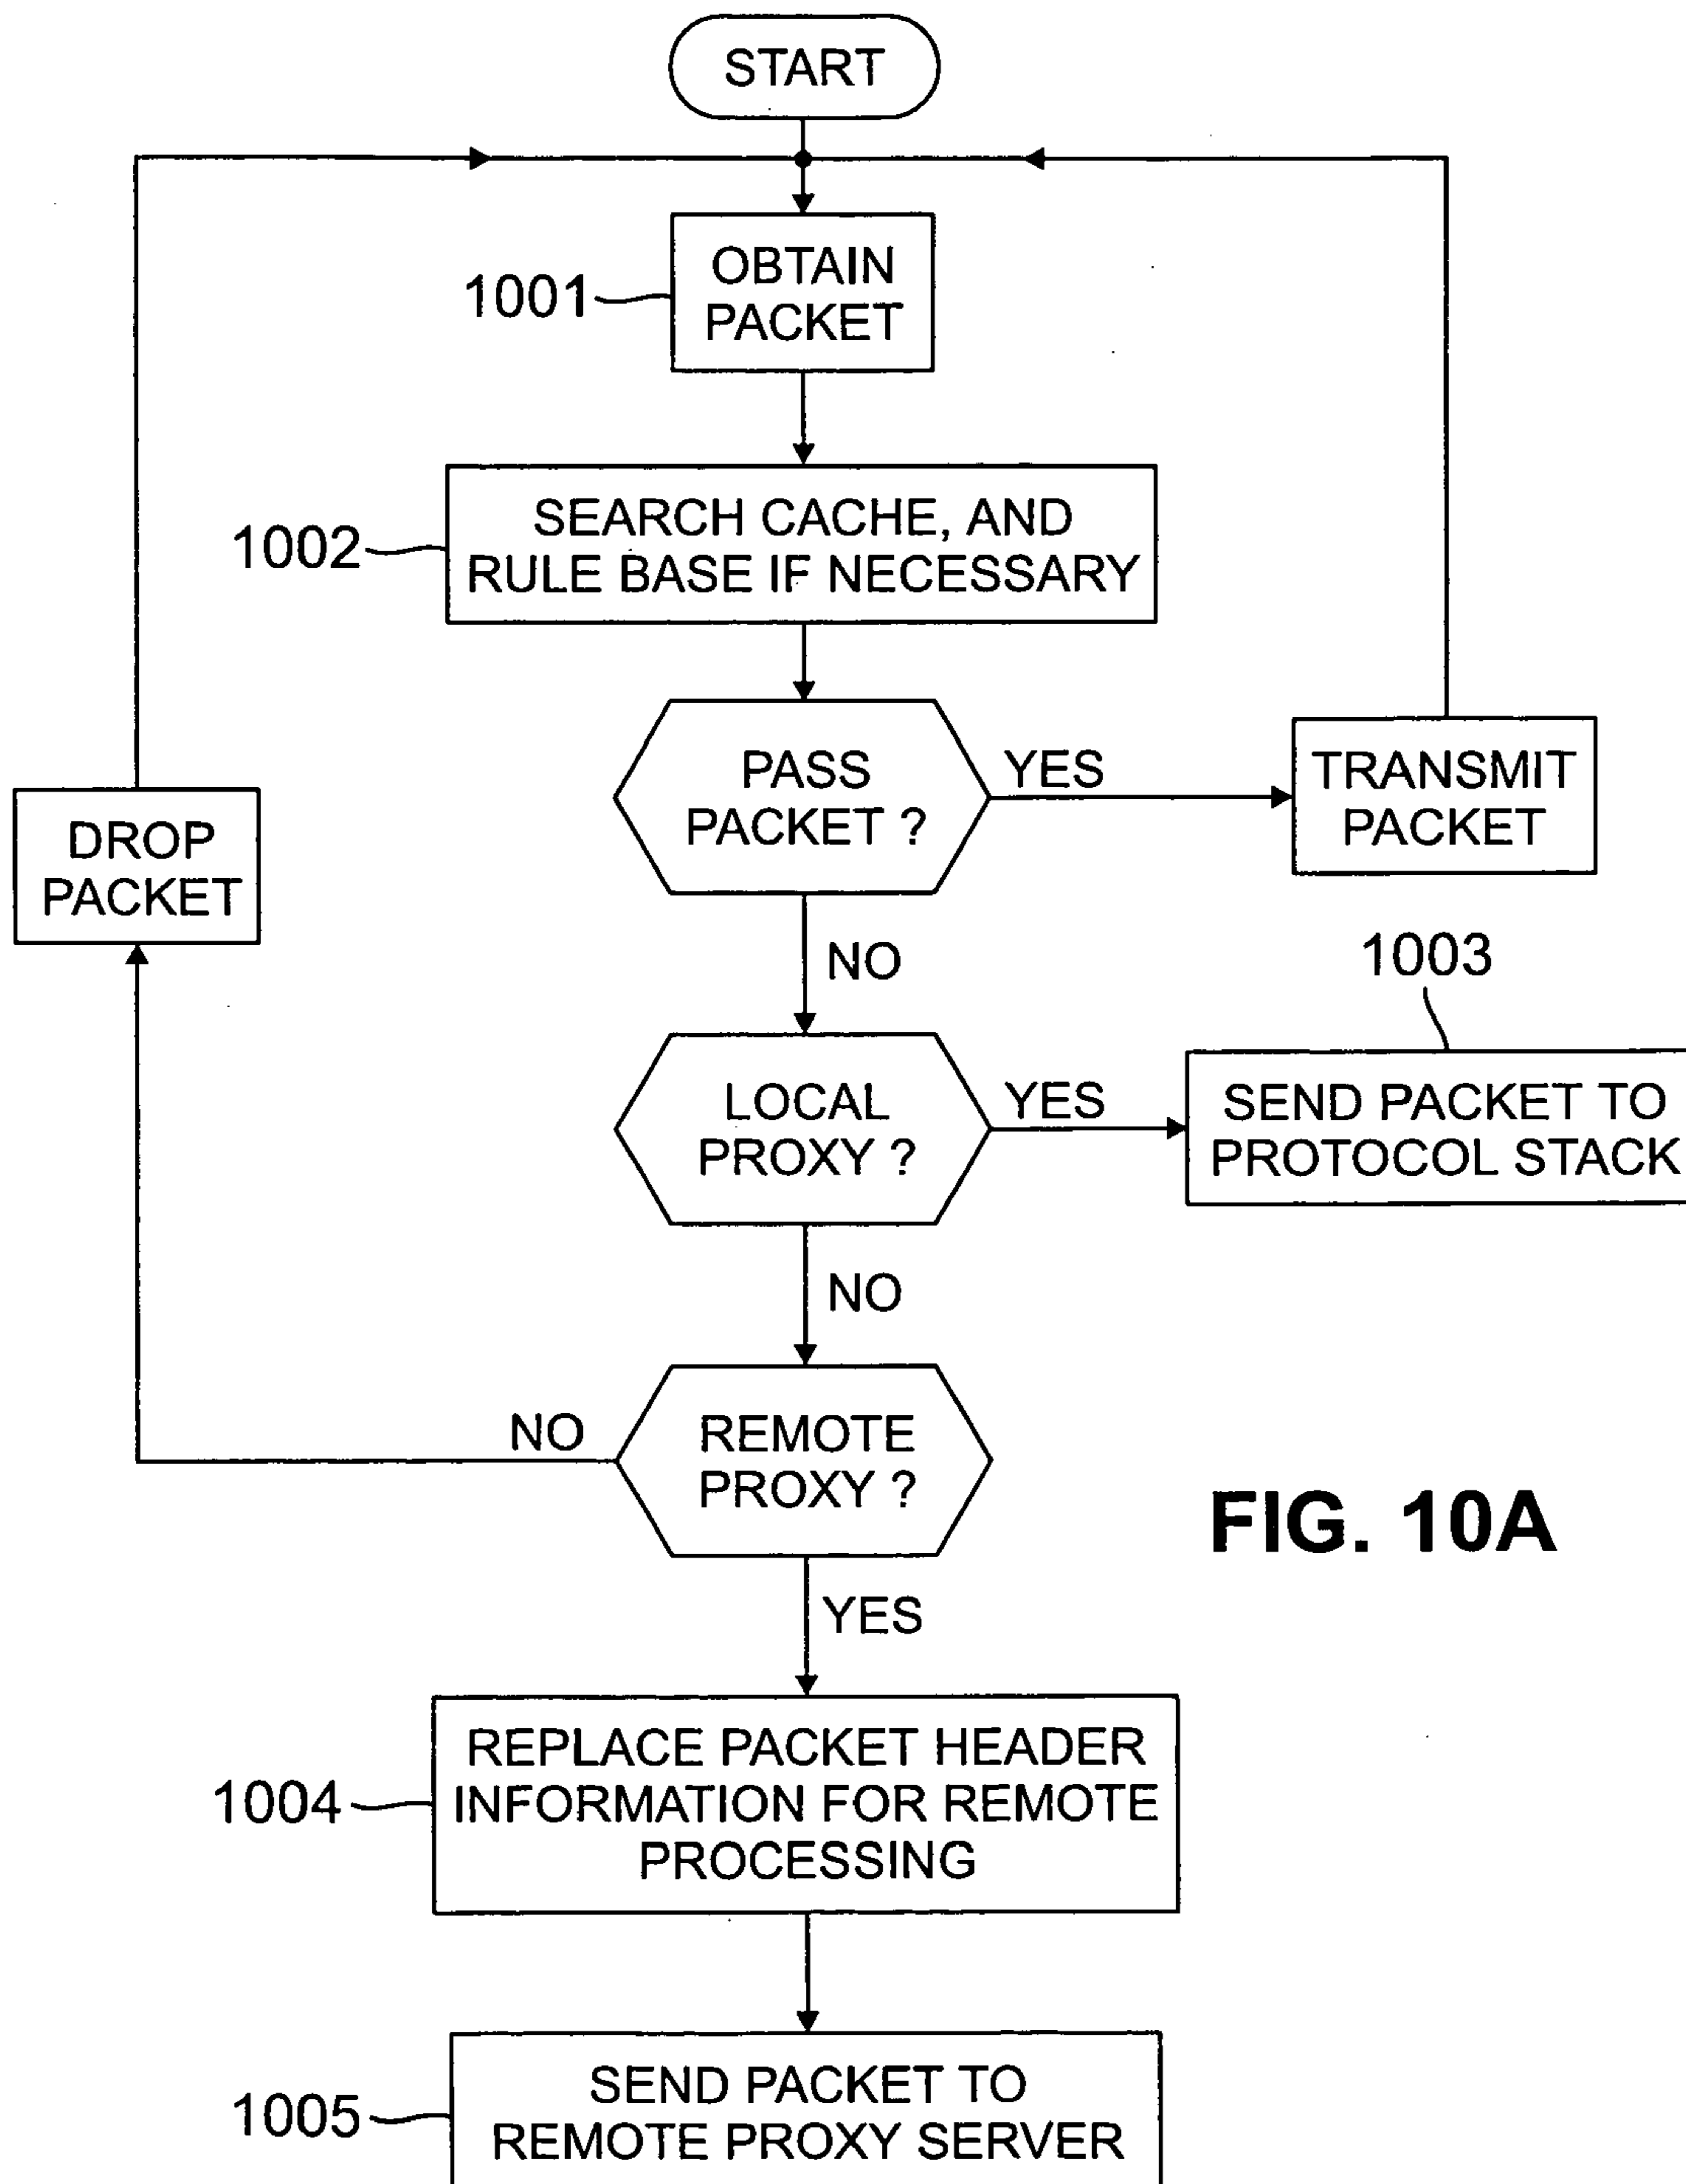 START
1001
OBTAIN
PACKET
1002
SEARCH CACHE, AND
RULE BASE IF NECESSARY
PASS
PACKET ?
YES
TRANSMIT
PACKET
DROP
PACKET
NO
1003
LOCAL
PROXY ?
YES
SEND PACKET TO
PROTOCOL STACK
NO
NO
REMOTE
PROXY ?
FIG. 10A
YES
1004
REPLACE PACKET HEADER
INFORMATION FOR REMOTE
PROCESSING
1005
SEND PACKET TO
REMOTE PROXY SERVER